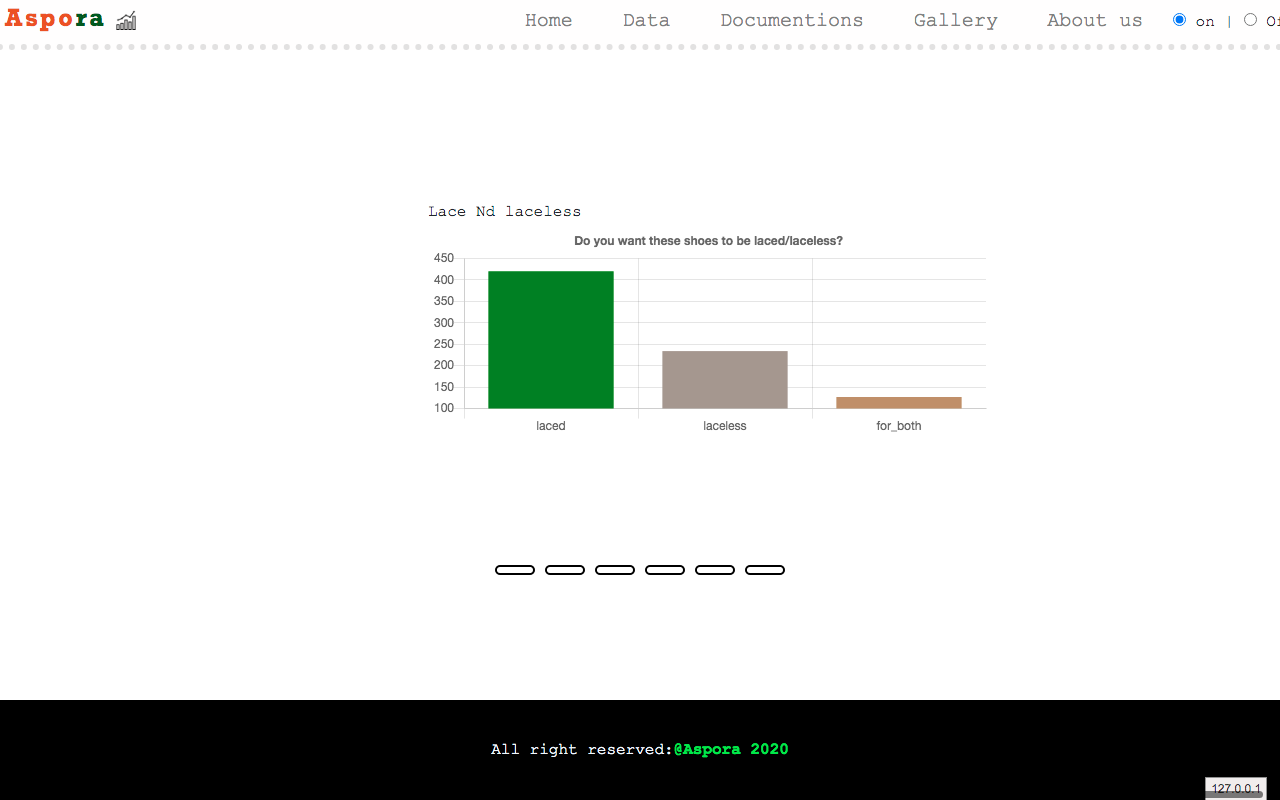 Aspora Home Data Documentions Gallery About us on | Of
Lace Nd laceless
Do you want these shoes to be laced/laceless?
450
400
350
300
250
200
150
100
laced laceless for_both
All right reserved:@Aspora 2020
127.0.0.1